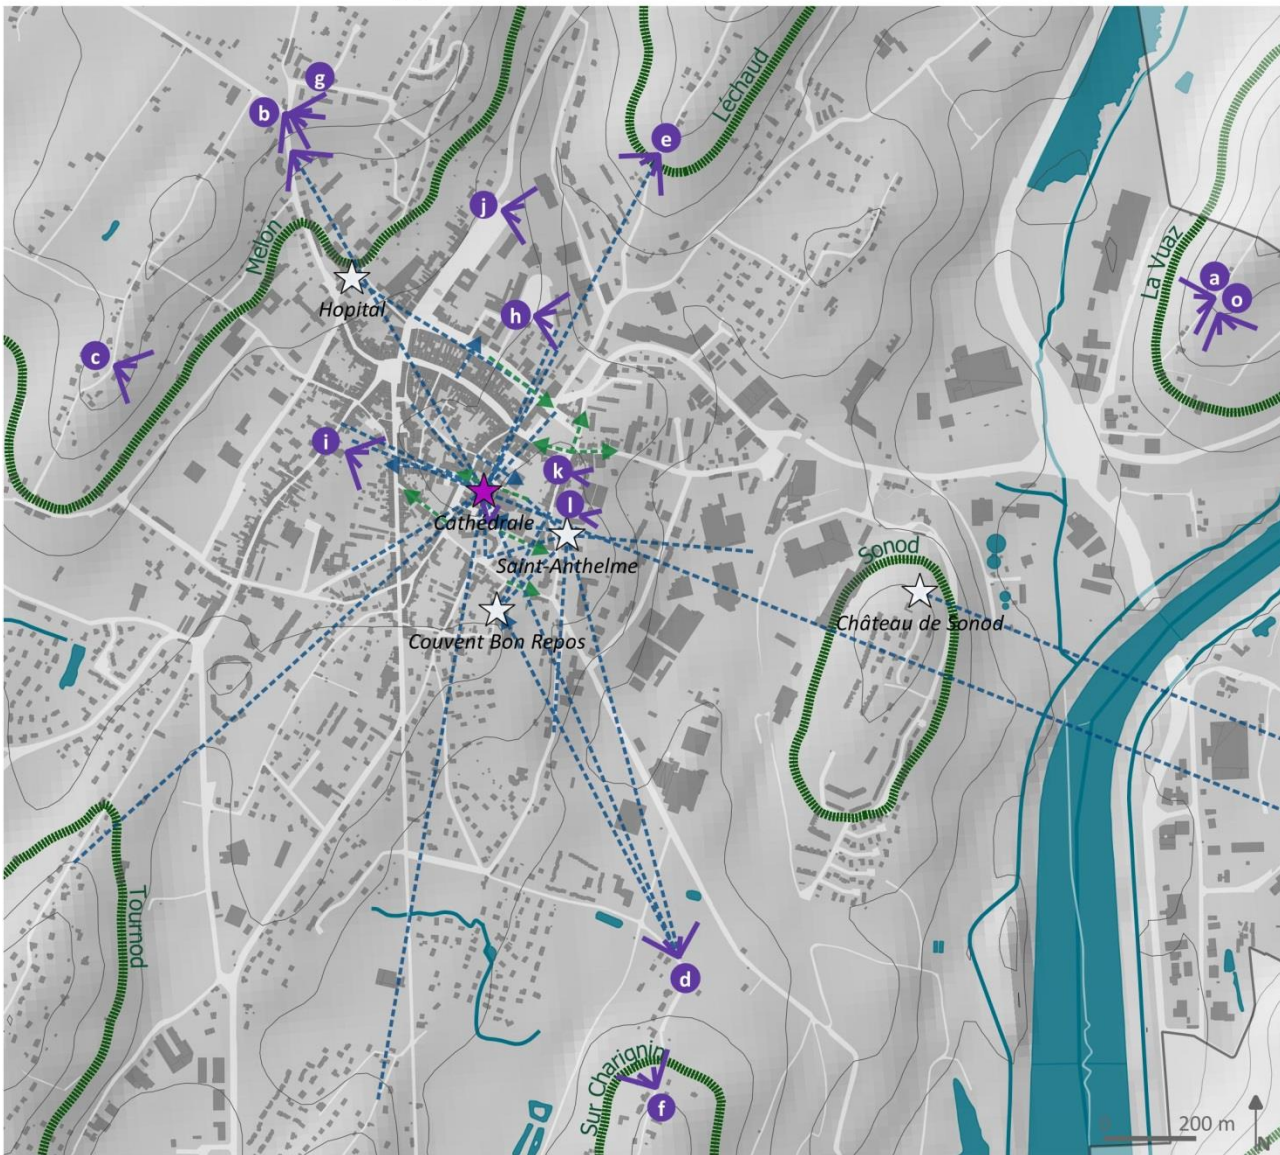 g
b
e
Léchaud
j
Melon
La Vuaz
a
o
Hopital
h
c
i
k
l
Cathédrale
Sonod
Saint-Anthelme
Château de Sonod
Couvent Bon Repos
Tournod
d
Sur Charignin
f
0
200 m
N